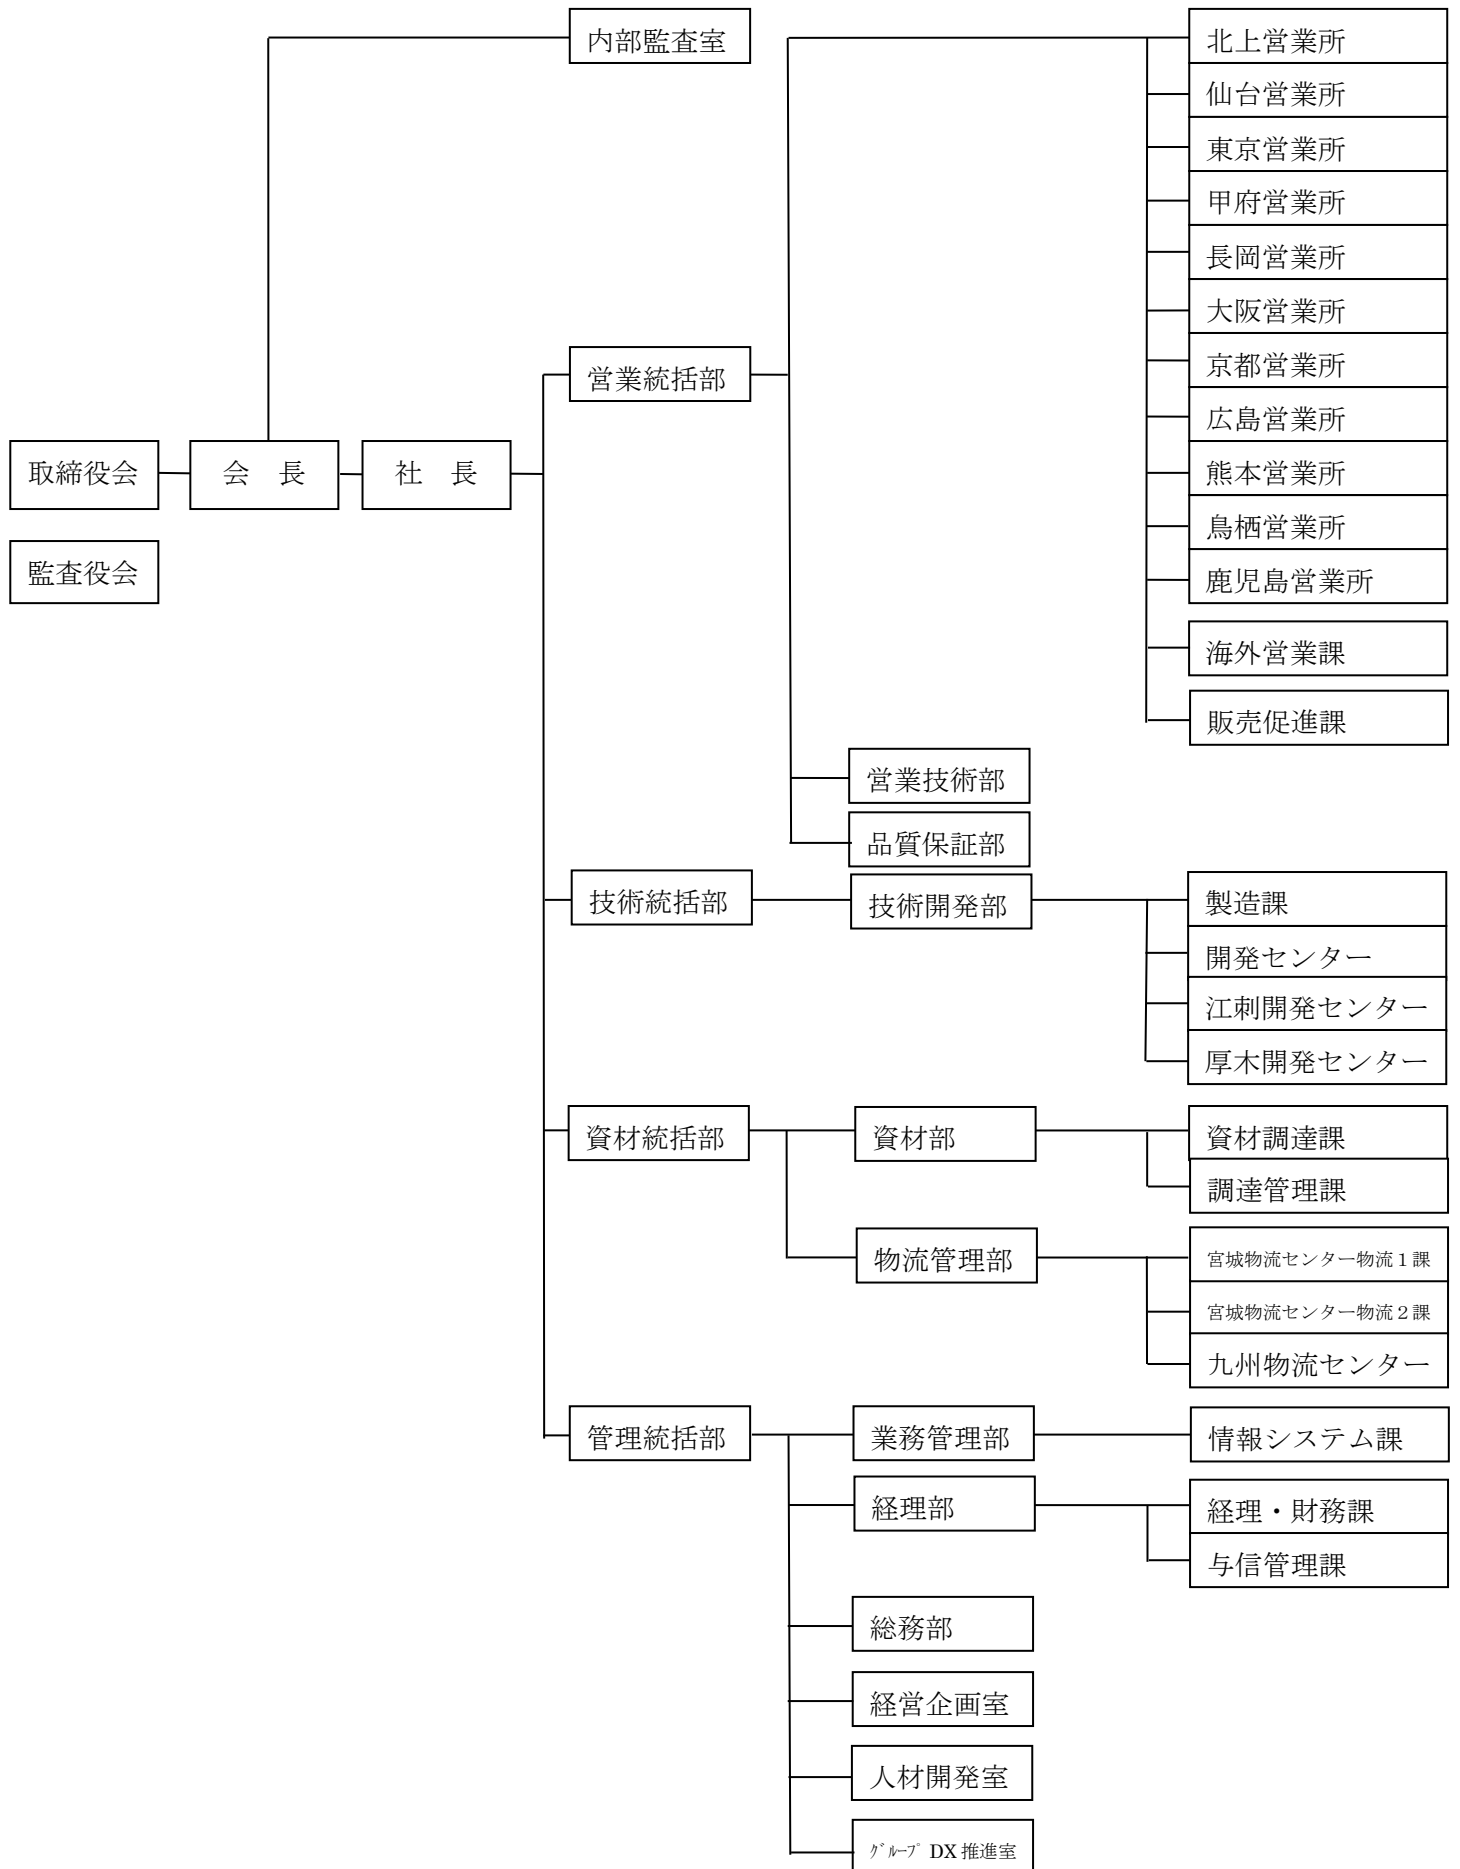 内部監査室
北上営業所
仙台営業所
東京営業所
甲府営業所
長岡営業所
大阪営業所
営業統括部
京都営業所
広島営業所
取締役会
会　長
社　長
熊本営業所
鳥栖営業所
監査役会
鹿児島営業所
海外営業課
販売促進課
営業技術部
品質保証部
技術統括部
技術開発部
製造課
開発センター
江刺開発センター
厚木開発センター
資材統括部
資材部
資材調達課
調達管理課
物流管理部
宮城物流センター物流１課
宮城物流センター物流２課
九州物流センター
管理統括部
業務管理部
情報システム課
経理部
経理・財務課
与信管理課
総務部
経営企画室
人材開発室
ｸﾞﾙｰﾌﾟ DX 推進室